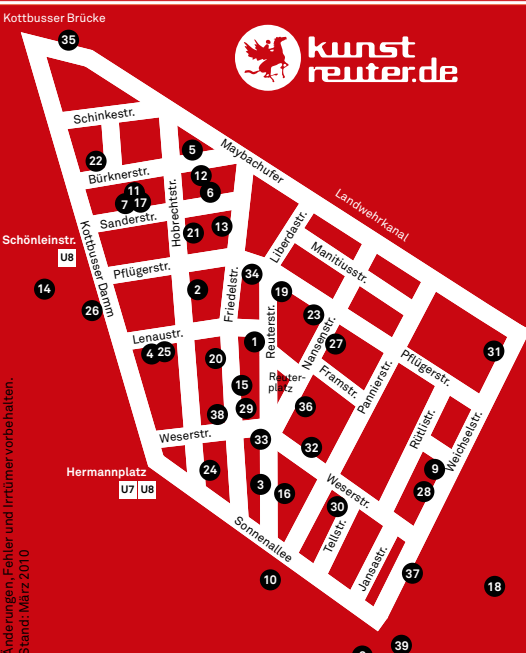 Kottbusser Brücke
35
kunst
reuter.de
Schinkestr.
Maybachufer
5
22
Bürknerstr.
12
11
6
7 17
Sanderstr.
Hobrechtstr.
Landwehrkanal
Liberdastr.
Kottbusser Damm
21
13
Schönleinstr.
U8
Manitiusstr.
Pflügerstr.
34
14
2
19
Friedelstr.
26
23
Reuterstr.
Nansenstr.
Lenaustr.
1
27
31
4 25
20
Pflügerstr.
Reuter-
platz
Framstr.
Pannierstr.
15
38
29
36
Rütlistr.
Weichselstr.
Weserstr.
33
32
Hermannplatz
U7 U8
24
9
3
16
Weserstr.
28
30
Sonnenallee
Tellstr.
Jansastr.
10
37
18
39
Änderungen, Fehler und Irrtümer vorbehalten.
Stand: März 2010